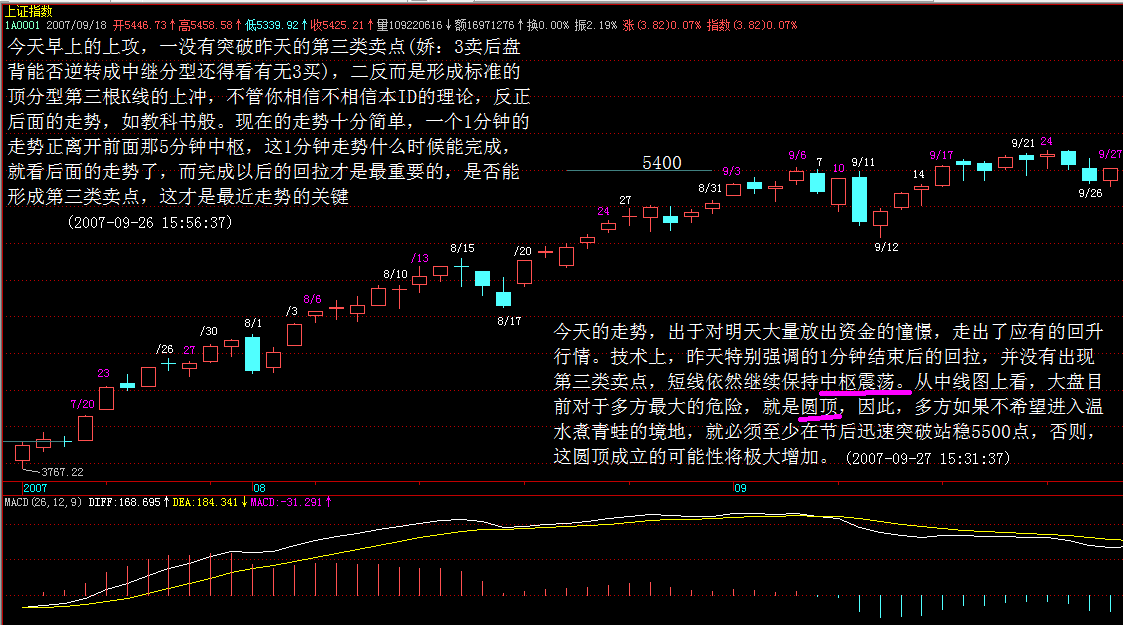 上证指数
1A0001 2007/09/18 开5446.73↑高5458.58↑低5339.92↑收5425.21↑量109220616↓额16971276↑换0.00% 振2.19% 涨(3.82)0.07% 指数(3.82)0.07%
今天早上的上攻，一没有突破昨天的第三类卖点(娇：3卖后盘
背能否逆转成中继分型还得看有无3买)，二反而是形成标准的
顶分型第三根K线的上冲，不管你相信不相信本ID的理论，反正
后面的走势，如教科书般。现在的走势十分简单，一个1分钟的
走势正离开前面那5分钟中枢，这1分钟走势什么时候能完成，
就看后面的走势了，而完成以后的回拉才是最重要的，是否能
形成第三类卖点，这才是最近走势的关键
(2007-09-26 15:56:37)
5400
9/21 24
9/6 7 9/11 9/17 9/27
9/3 10 14
8/31 9/26
24 27
9/12
8/15 /20
/13
8/10
8/6
/3 8/17
8/1
/30
/26 27
23
7/20
3767.22
今天的走势，出于对明天大量放出资金的憧憬，走出了应有的回升
行情。技术上，昨天特别强调的1分钟结束后的回拉，并没有出现
第三类卖点，短线依然继续保持中枢震荡。从中线图上看，大盘目
前对于多方最大的危险，就是圆顶，因此，多方如果不希望进入温
水煮青蛙的境地，就必须至少在节后迅速突破站稳5500点，否则，
这圆顶成立的可能性将极大增加。(2007-09-27 15:31:37)
2007 08 09
MACD(26,12,9) DIFF:168.695↑DEA:184.341↓MACD:-31.291↑